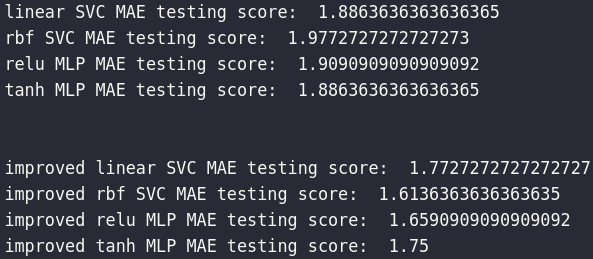 linear SVC MAE testing score:  1.8863636363636365
rbf SVC MAE testing score:  1.9772727272727273
relu MLP MAE testing score:  1.9090909090909092
tanh MLP MAE testing score:  1.8863636363636365
improved linear SVC MAE testing score:  1.7727272727272727
improved rbf SVC MAE testing score:  1.6136363636363635
improved relu MLP MAE testing score:  1.6590909090909092
improved tanh MLP MAE testing score:  1.75